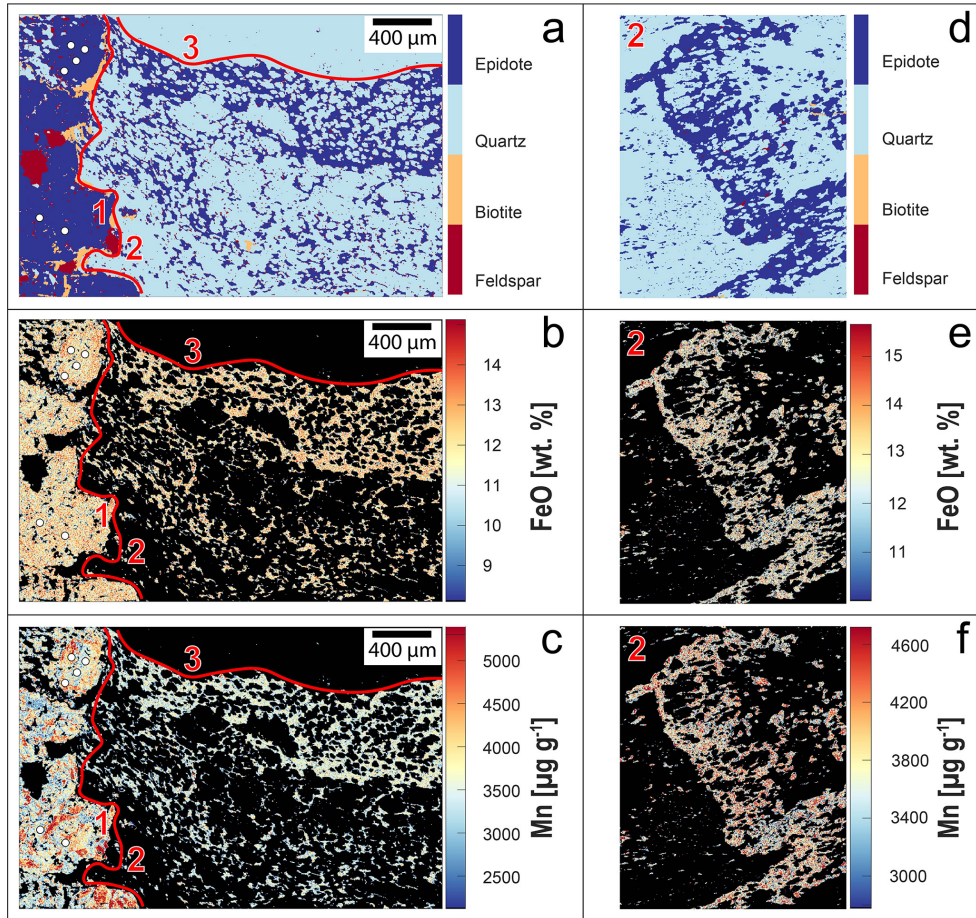 400 µm
a
3
1
2
Epidote
Quartz
Biotite
Feldspar
2
d
Epidote
Quartz
Biotite
Feldspar
400 µm
b
3
1
2
14
13
12
11
10
9
FeO [wt. %]
2
e
15
14
13
12
11
FeO [wt. %]
400 µm
c
3
1
2
5000
4500
4000
3500
3000
2500
Mn [µg g-1]
2
f
4600
4200
3800
3400
3000
Mn [µg g-1]